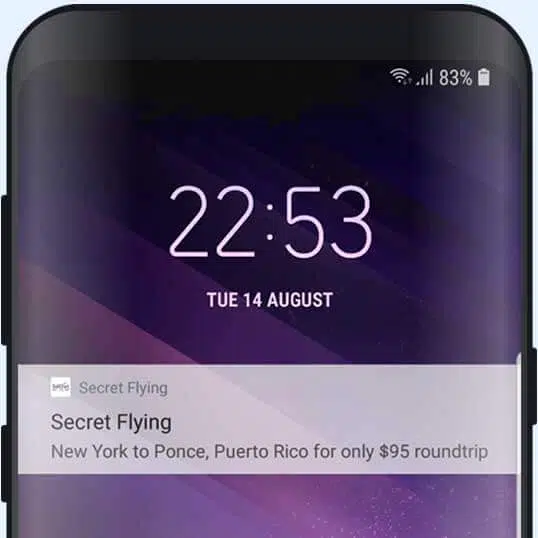 83%
22:53
TUE 14 AUGUST
Secret Flying
Secret Flying
New York to Ponce, Puerto Rico for only $95 roundtrip